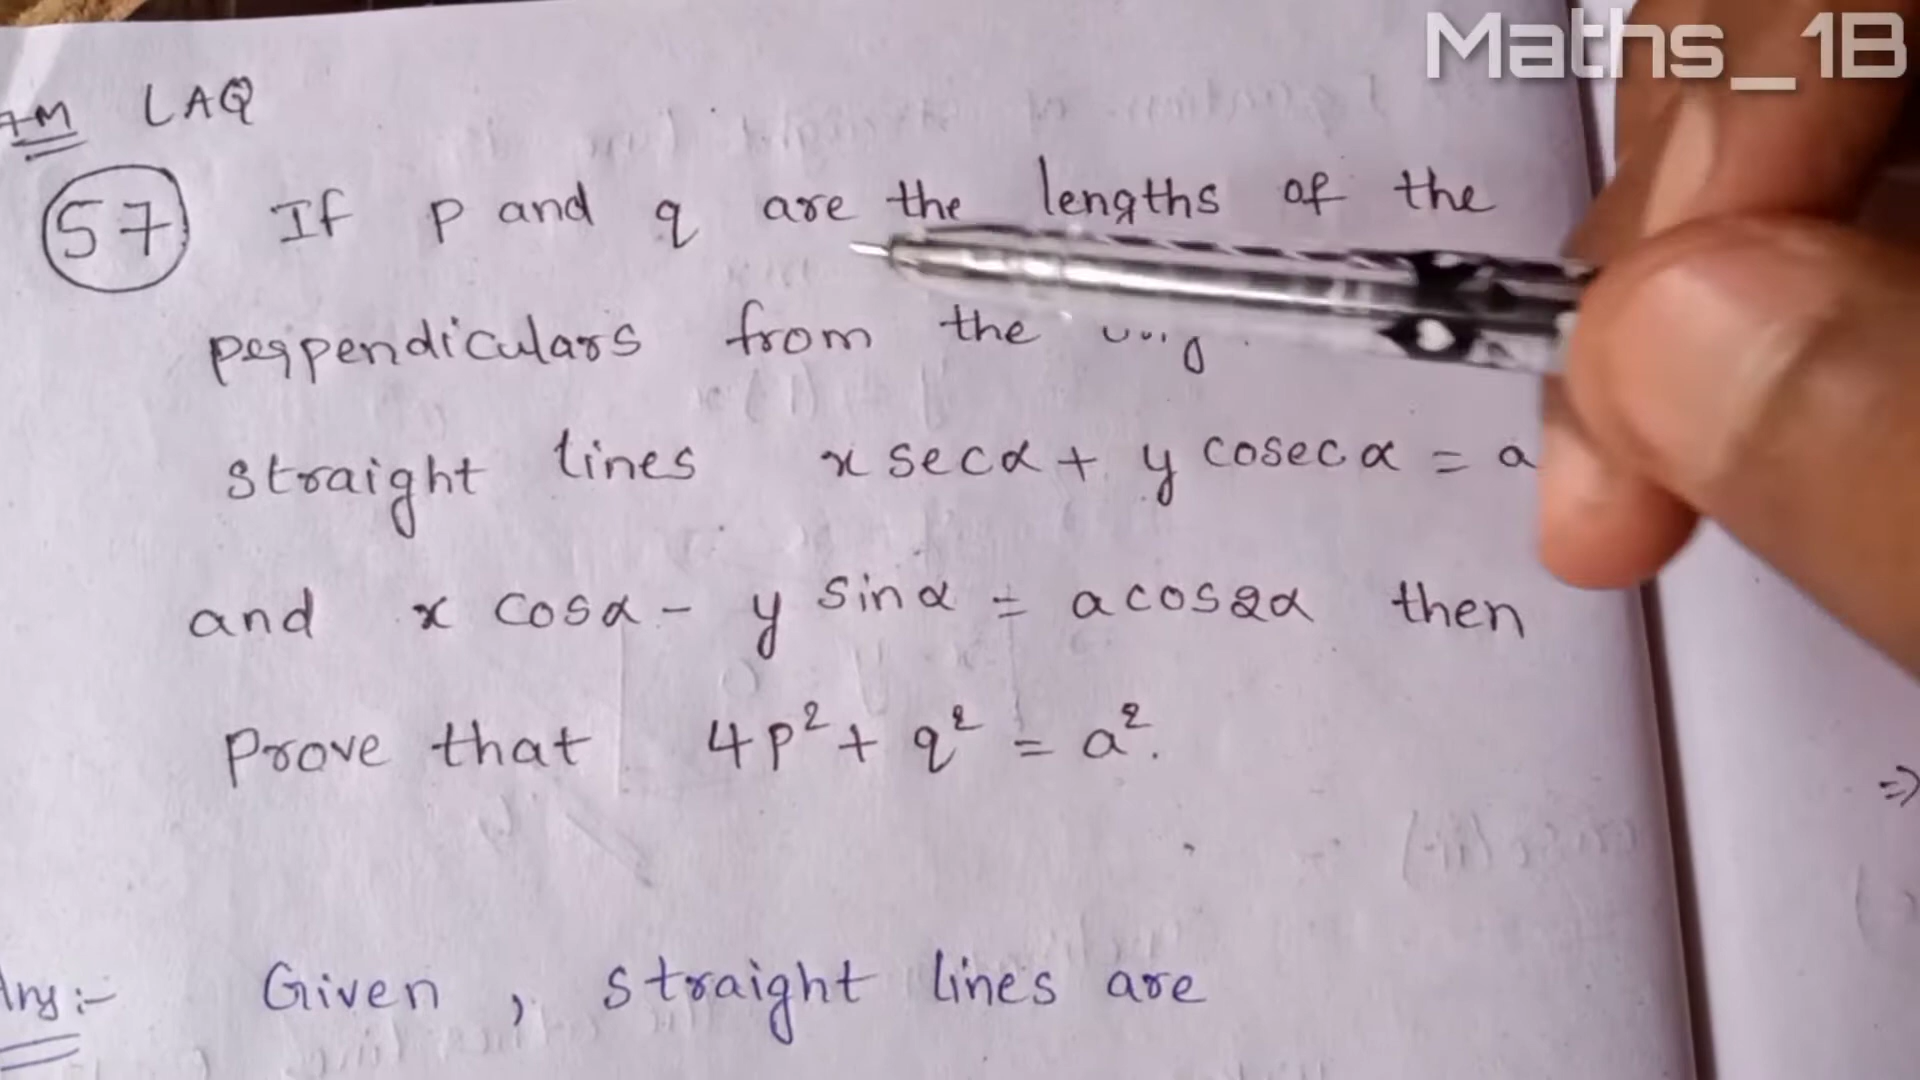 Maths_1B
7M LAQ
57 If p and q are the lengths of the
perpendiculars from the
straight lines x secα + y cosecα = a
and x cosα - y sinα = a cos2α then
prove that 4p² + q² = a².
=>
Ans:- Given, straight lines are